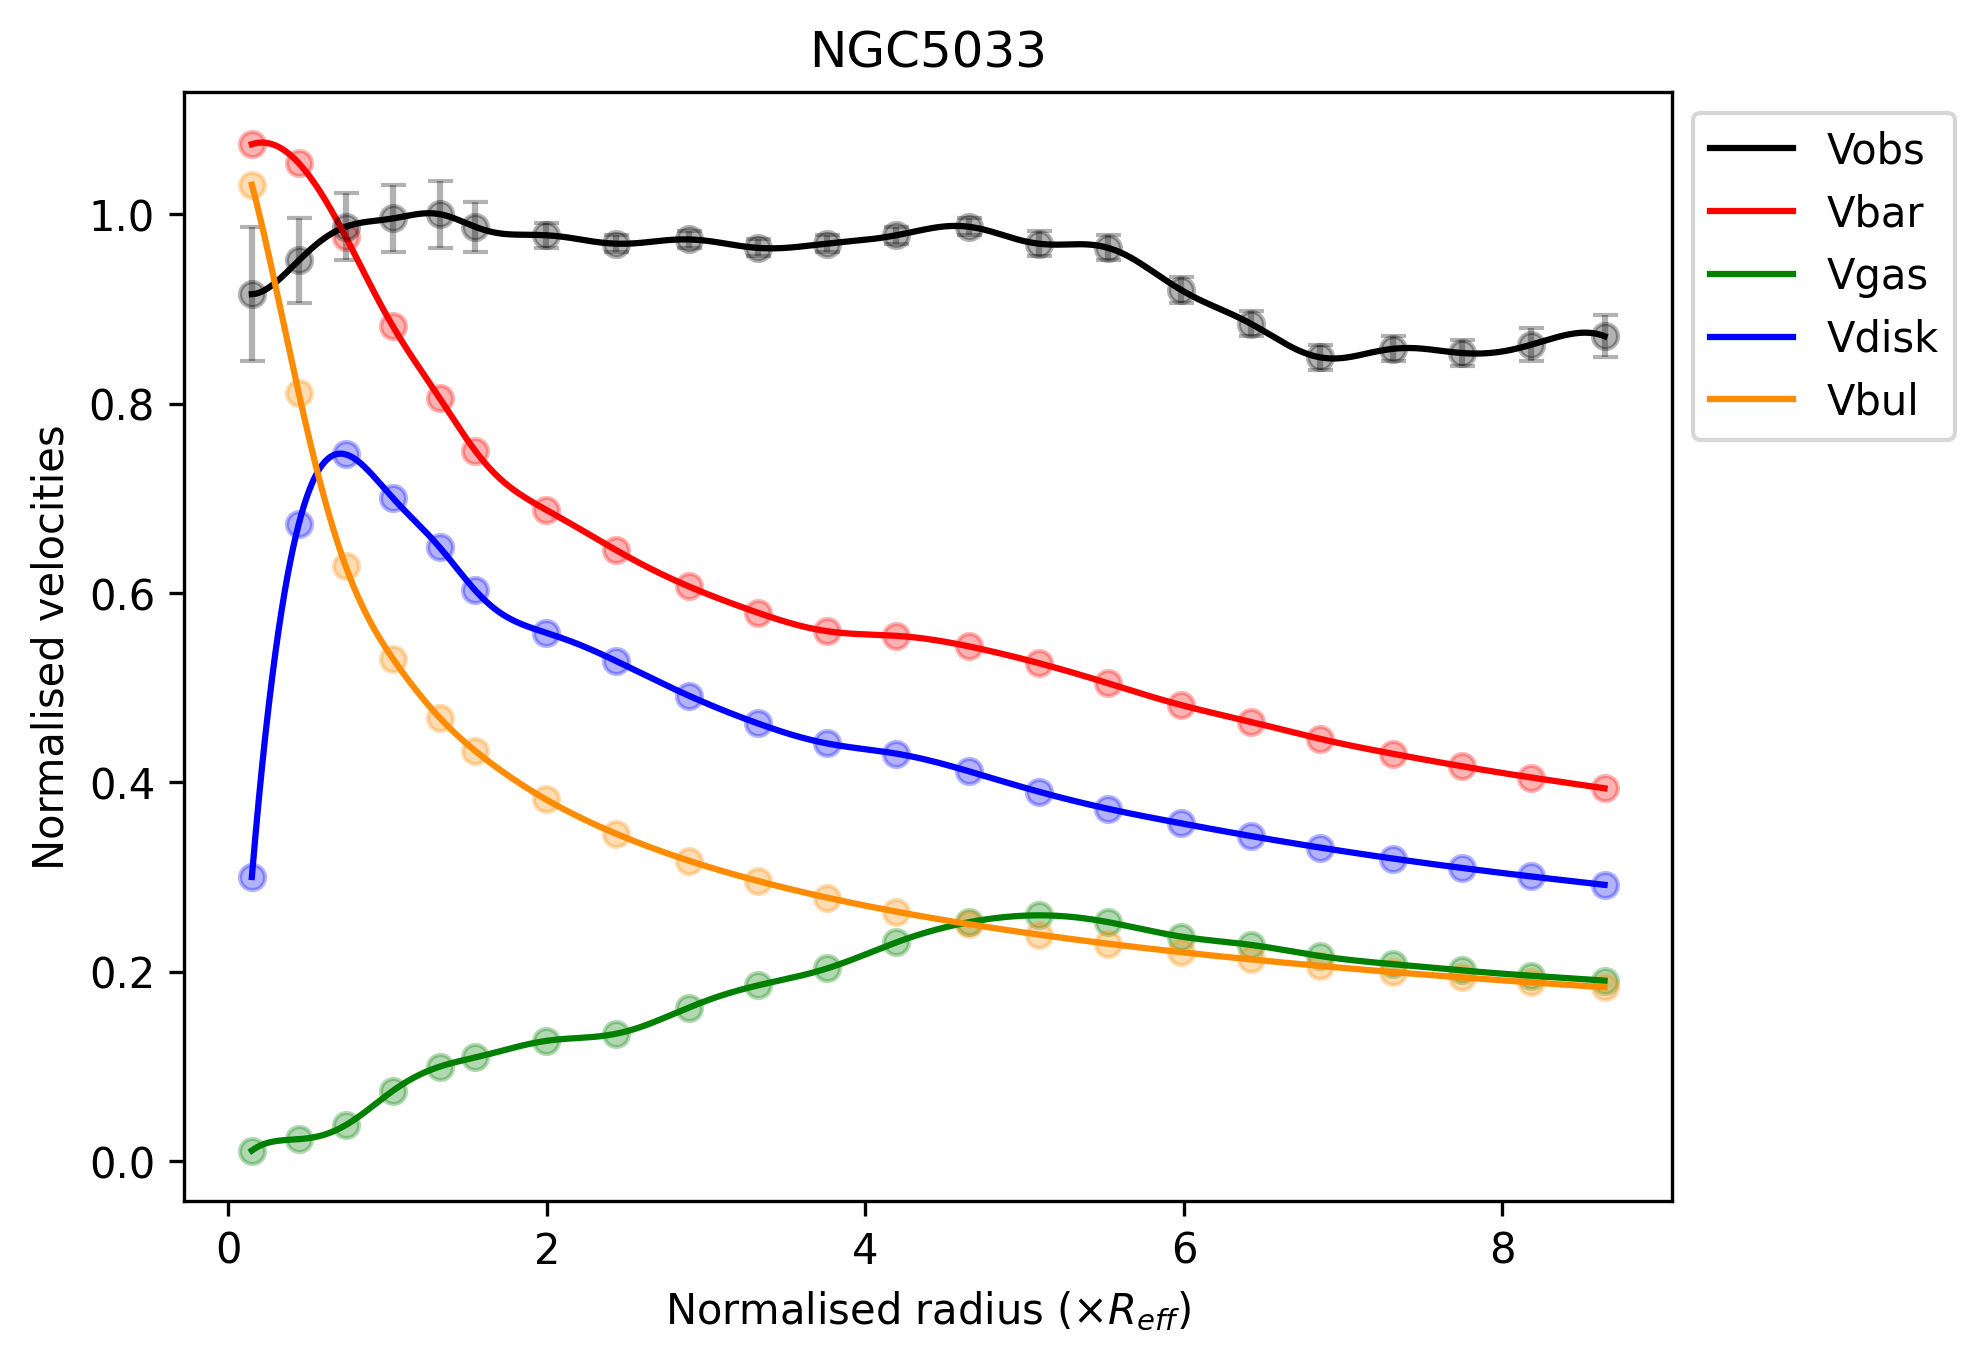 NGC5033
Vobs
Vbar
Vgas
Vdisk
Vbul
Normalised velocities
1.0
0.8
0.6
0.4
0.2
0.0
0 2 4 6 8
Normalised radius (×R_eff)